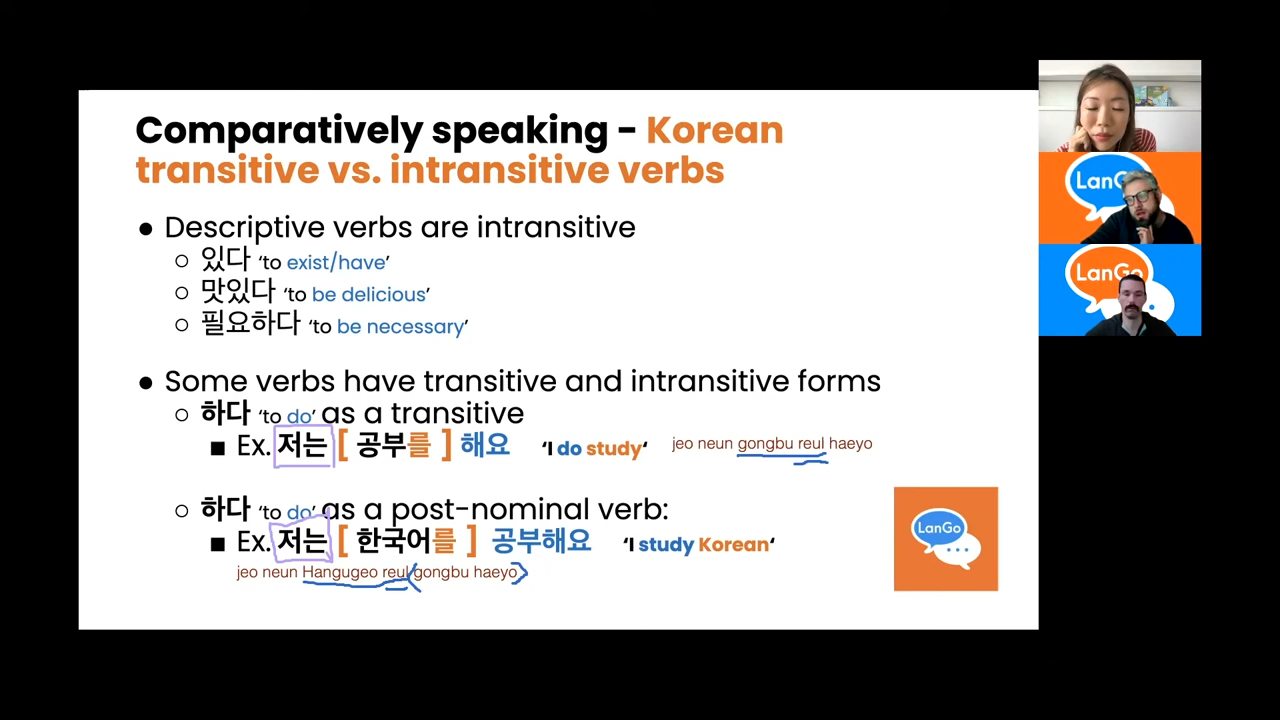 Comparatively speaking - Korean
transitive vs. intransitive verbs
● Descriptive verbs are intransitive
○ 있다 ‘to exist/have’
○ 맛있다 ‘to be delicious’
○ 필요하다 ‘to be necessary’
● Some verbs have transitive and intransitive forms
○ 하다 ‘to do’ as a transitive
■ Ex. 저는 [ 공부를 ] 해요 ‘I do study‘ jeo neun gongbu reul haeyo
○ 하다 ‘to do’ as a post-nominal verb:
■ Ex. 저는 [ 한국어를 ] 공부해요 ‘I study Korean‘
jeo neun Hangugeo reul gongbu haeyo
LanGo
LanG
LanGo